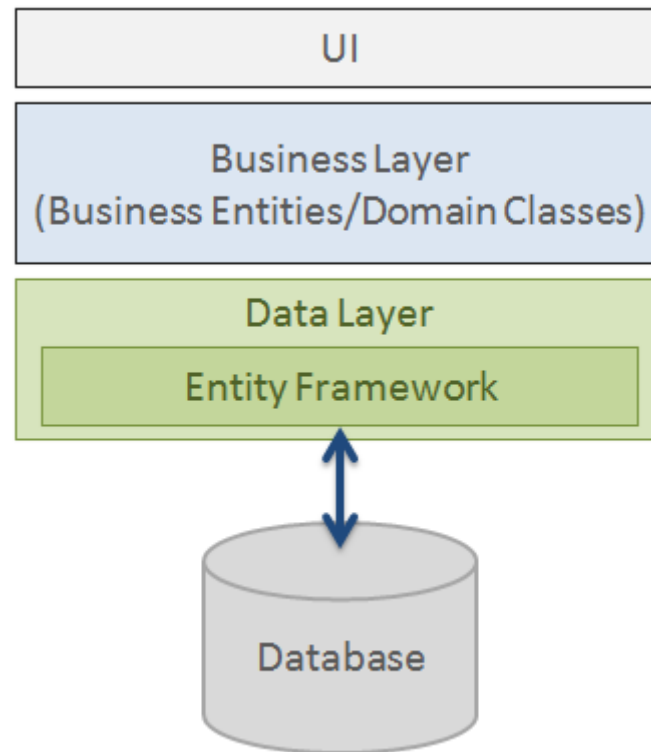 UI
Business Layer
(Business Entities/Domain Classes)
Data Layer
Entity Framework
Database